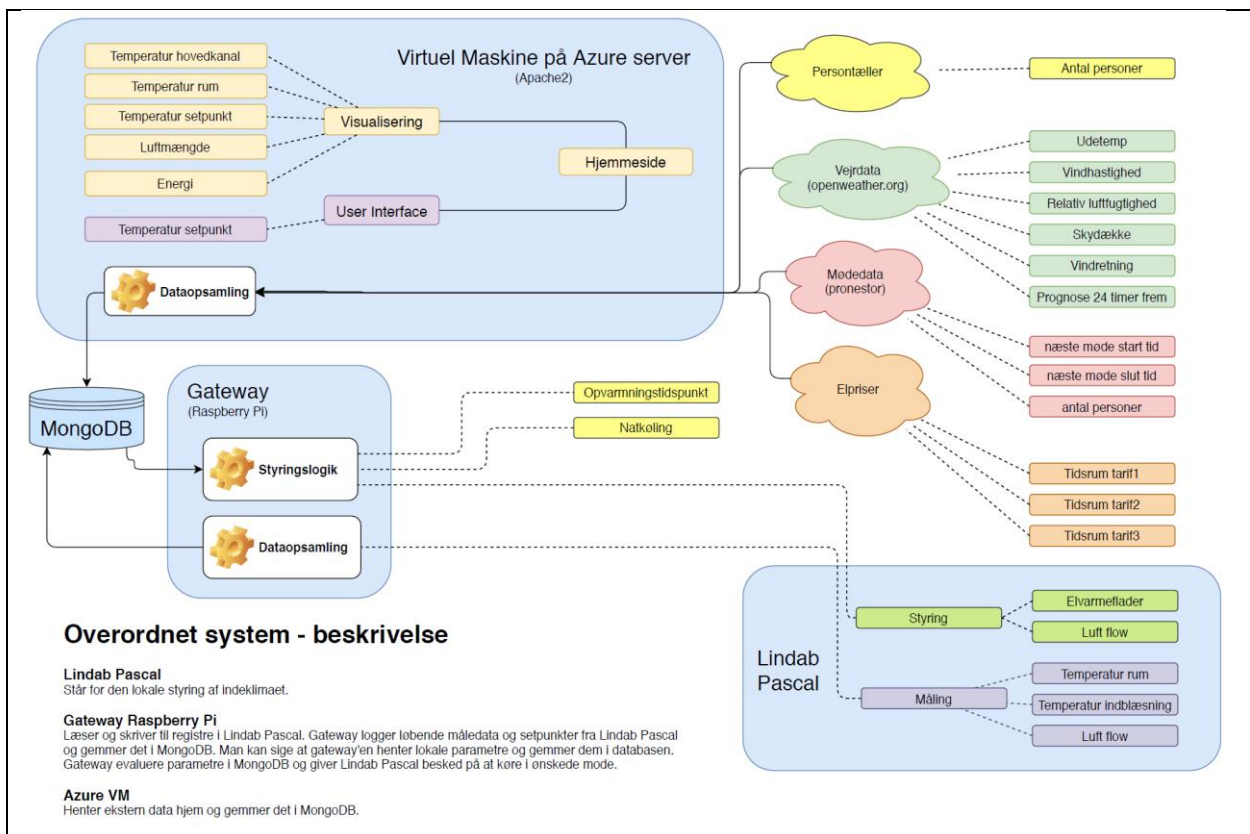 Virtuel Maskine på Azure server
(Apache2)
Temperatur hovedkanal
Temperatur rum
Temperatur setpunkt
Luftmængde
Energi
Temperatur setpunkt
Visualisering
User Interface
Hjemmeside
Dataopsamling
Persontæller
Antal personer
Vejrdata
(openweather.org)
Udetemp
Vindhastighed
Relativ luftfugtighed
Skydække
Vindretning
Prognose 24 timer frem
Mødedata
(pronestor)
næste møde start tid
næste møde slut tid
antal personer
Elpriser
Tidsrum tarif1
Tidsrum tarif2
Tidsrum tarif3
MongoDB
Gateway
(Raspberry Pi)
Styringslogik
Dataopsamling
Opvarmningstidspunkt
Natkøling
Lindab
Pascal
Styring
Elvarmeflader
Luft flow
Måling
Temperatur rum
Temperatur indblæsning
Luft flow
Overordnet system - beskrivelse
Lindab Pascal
Står for den lokale styring af indeklimaet.
Gateway Raspberry Pi
Læser og skriver til registre i Lindab Pascal. Gateway logger løbende måledata og setpunkter fra Lindab Pascal
og gemmer det i MongoDB. Man kan sige at gateway'en henter lokale parametre og gemmer dem i databasen.
Gateway evaluere parametre i MongoDB og giver Lindab Pascal besked på at køre i ønskede mode.
Azure VM
Henter ekstern data hjem og gemmer det i MongoDB.